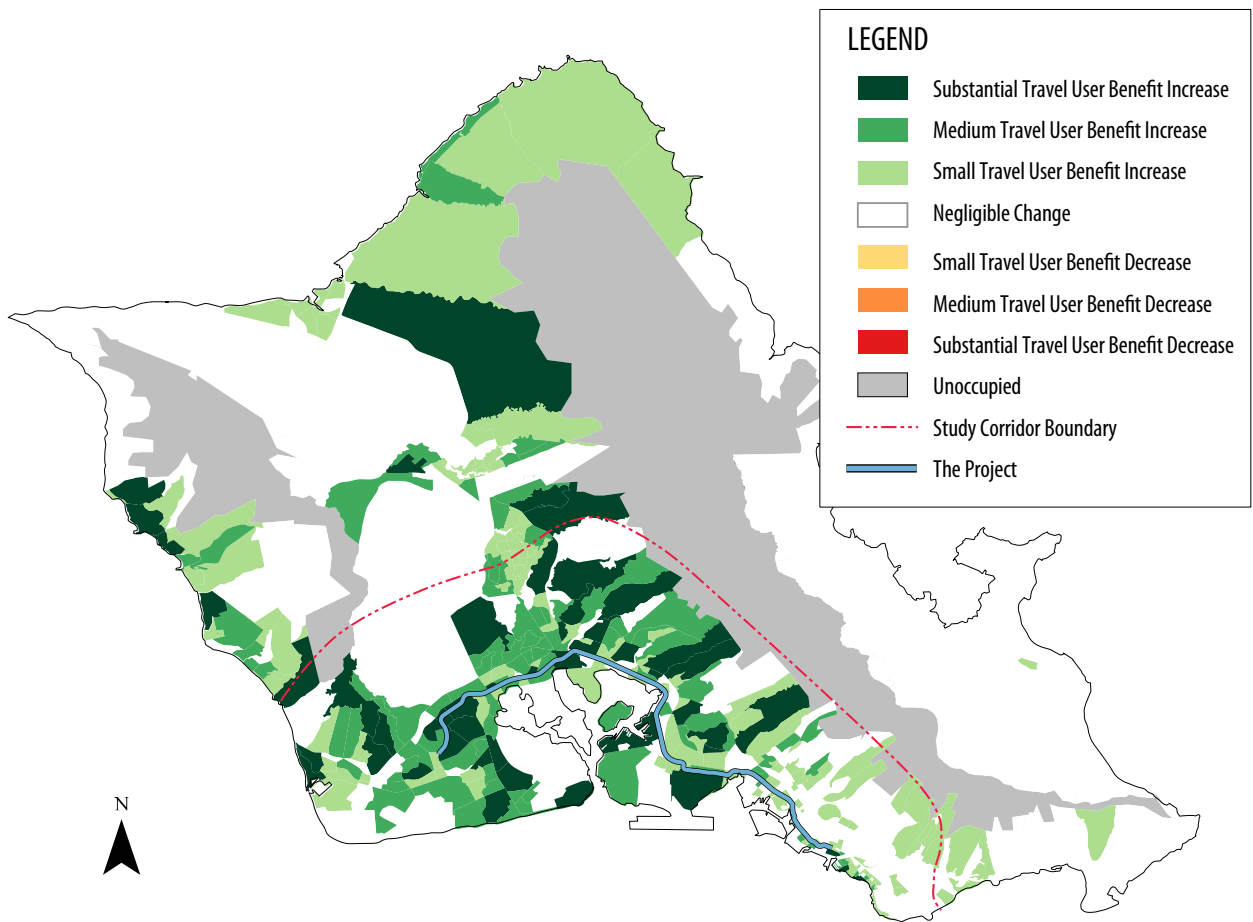 LEGEND
Substantial Travel User Benefit Increase
Medium Travel User Benefit Increase
Small Travel User Benefit Increase
Negligible Change
Small Travel User Benefit Decrease
Medium Travel User Benefit Decrease
Substantial Travel User Benefit Decrease
Unoccupied
Study Corridor Boundary
The Project
N